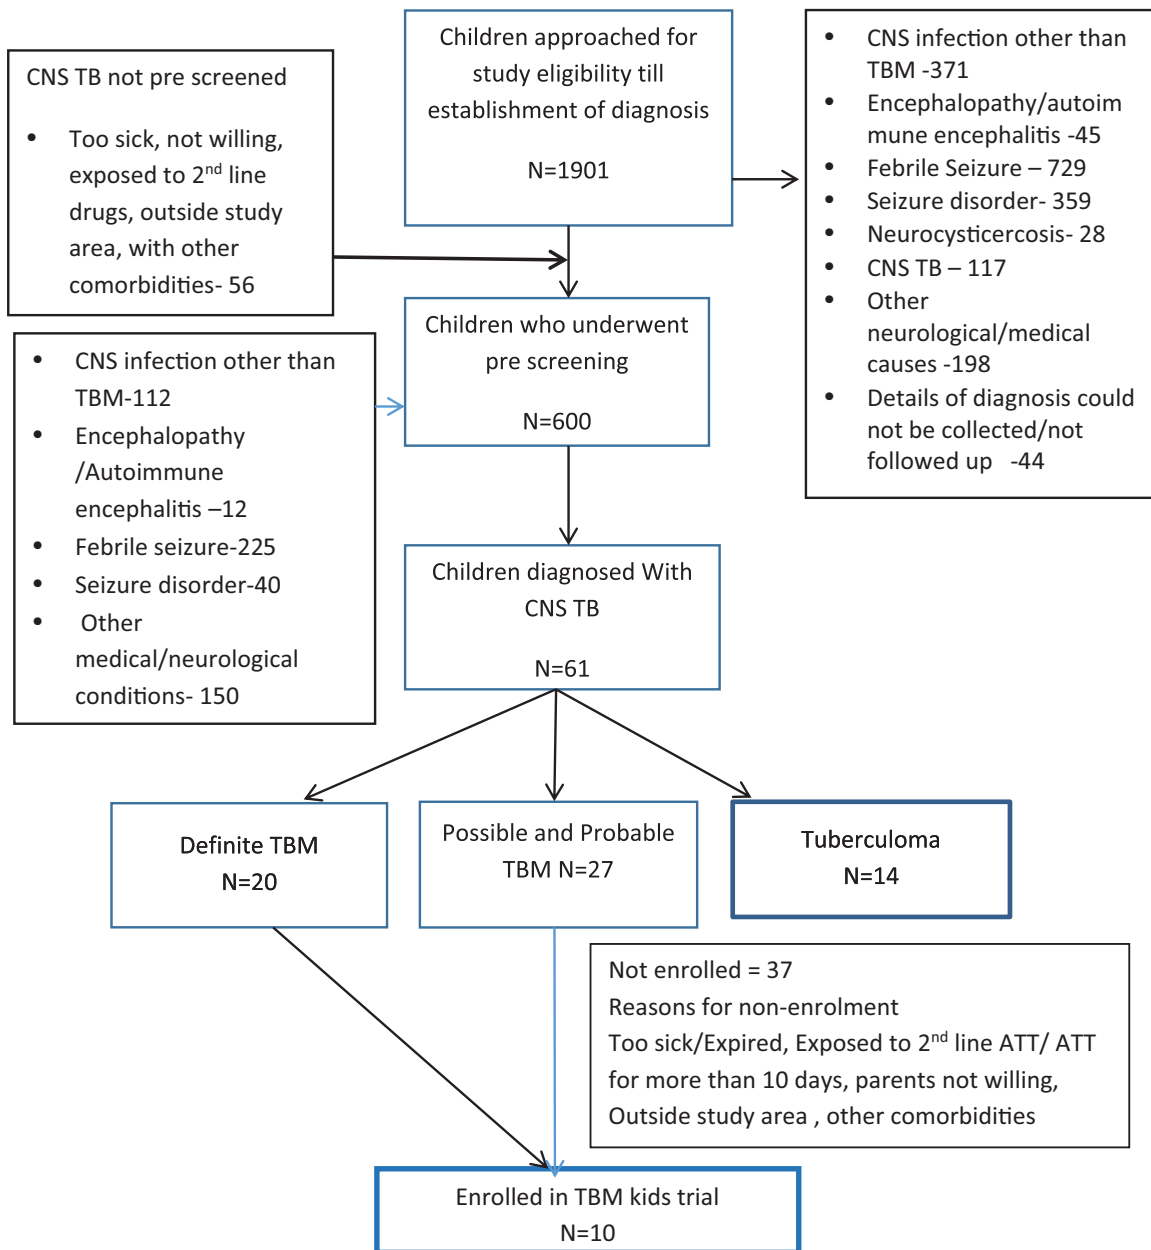 Children approached for
study eligibility till
establishment of diagnosis
N=1901
CNS TB not pre screened
• Too sick, not willing,
exposed to 2nd line
drugs, outside study
area, with other
comorbidities- 56
• CNS infection other than
TBM -371
• Encephalopathy/autoim
mune encephalitis -45
• Febrile Seizure – 729
• Seizure disorder- 359
• Neurocysticercosis- 28
• CNS TB – 117
• Other
neurological/medical
causes -198
• Details of diagnosis could
not be collected/not
followed up -44
Children who underwent
pre screening
N=600
• CNS infection other than
TBM-112
• Encephalopathy
/Autoimmune
encephalitis –12
• Febrile seizure-225
• Seizure disorder-40
• Other
medical/neurological
conditions- 150
Children diagnosed With
CNS TB
N=61
Definite TBM
N=20
Possible and Probable
TBM N=27
Tuberculoma
N=14
Not enrolled = 37
Reasons for non-enrolment
Too sick/Expired, Exposed to 2nd line ATT/ ATT
for more than 10 days, parents not willing,
Outside study area , other comorbidities
Enrolled in TBM kids trial
N=10